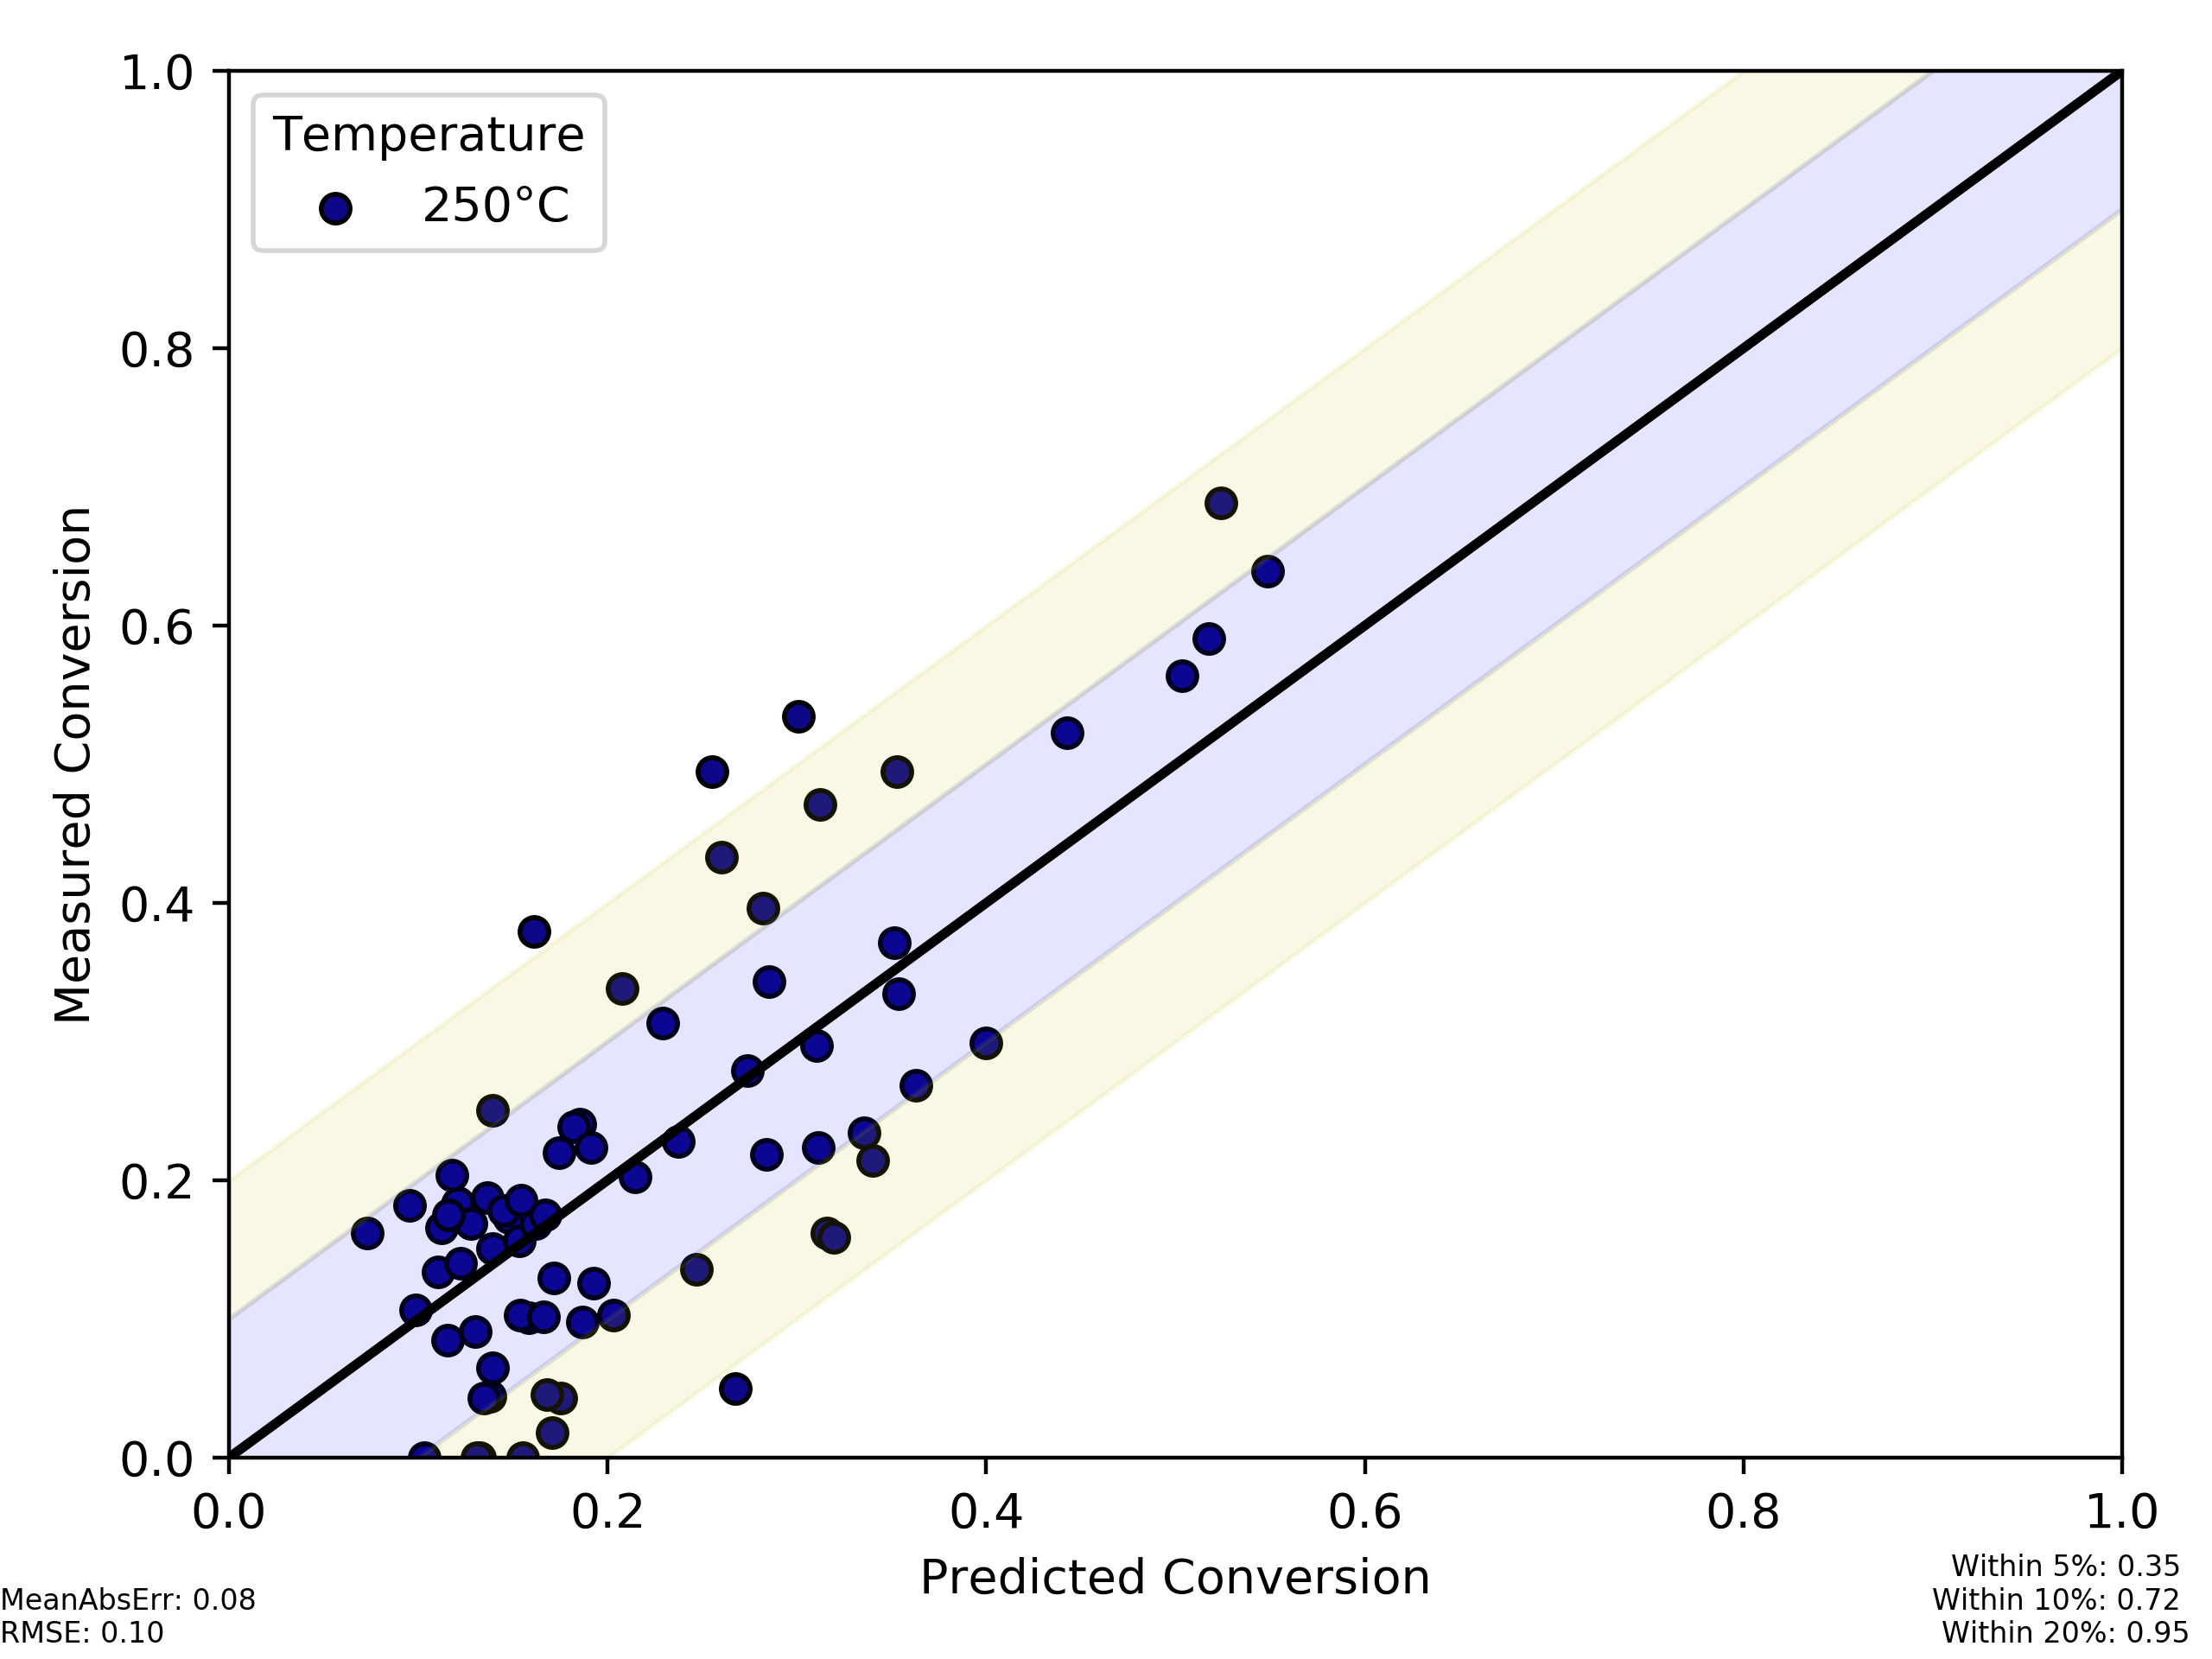 1.0
Temperature
250°C
0.8
0.6
0.4
0.2
0.0
Measured Conversion
0.0 0.2 0.4 0.6 0.8 1.0
Predicted Conversion
MeanAbsErr: 0.08
RMSE: 0.10
Within 5%: 0.35
Within 10%: 0.72
Within 20%: 0.95